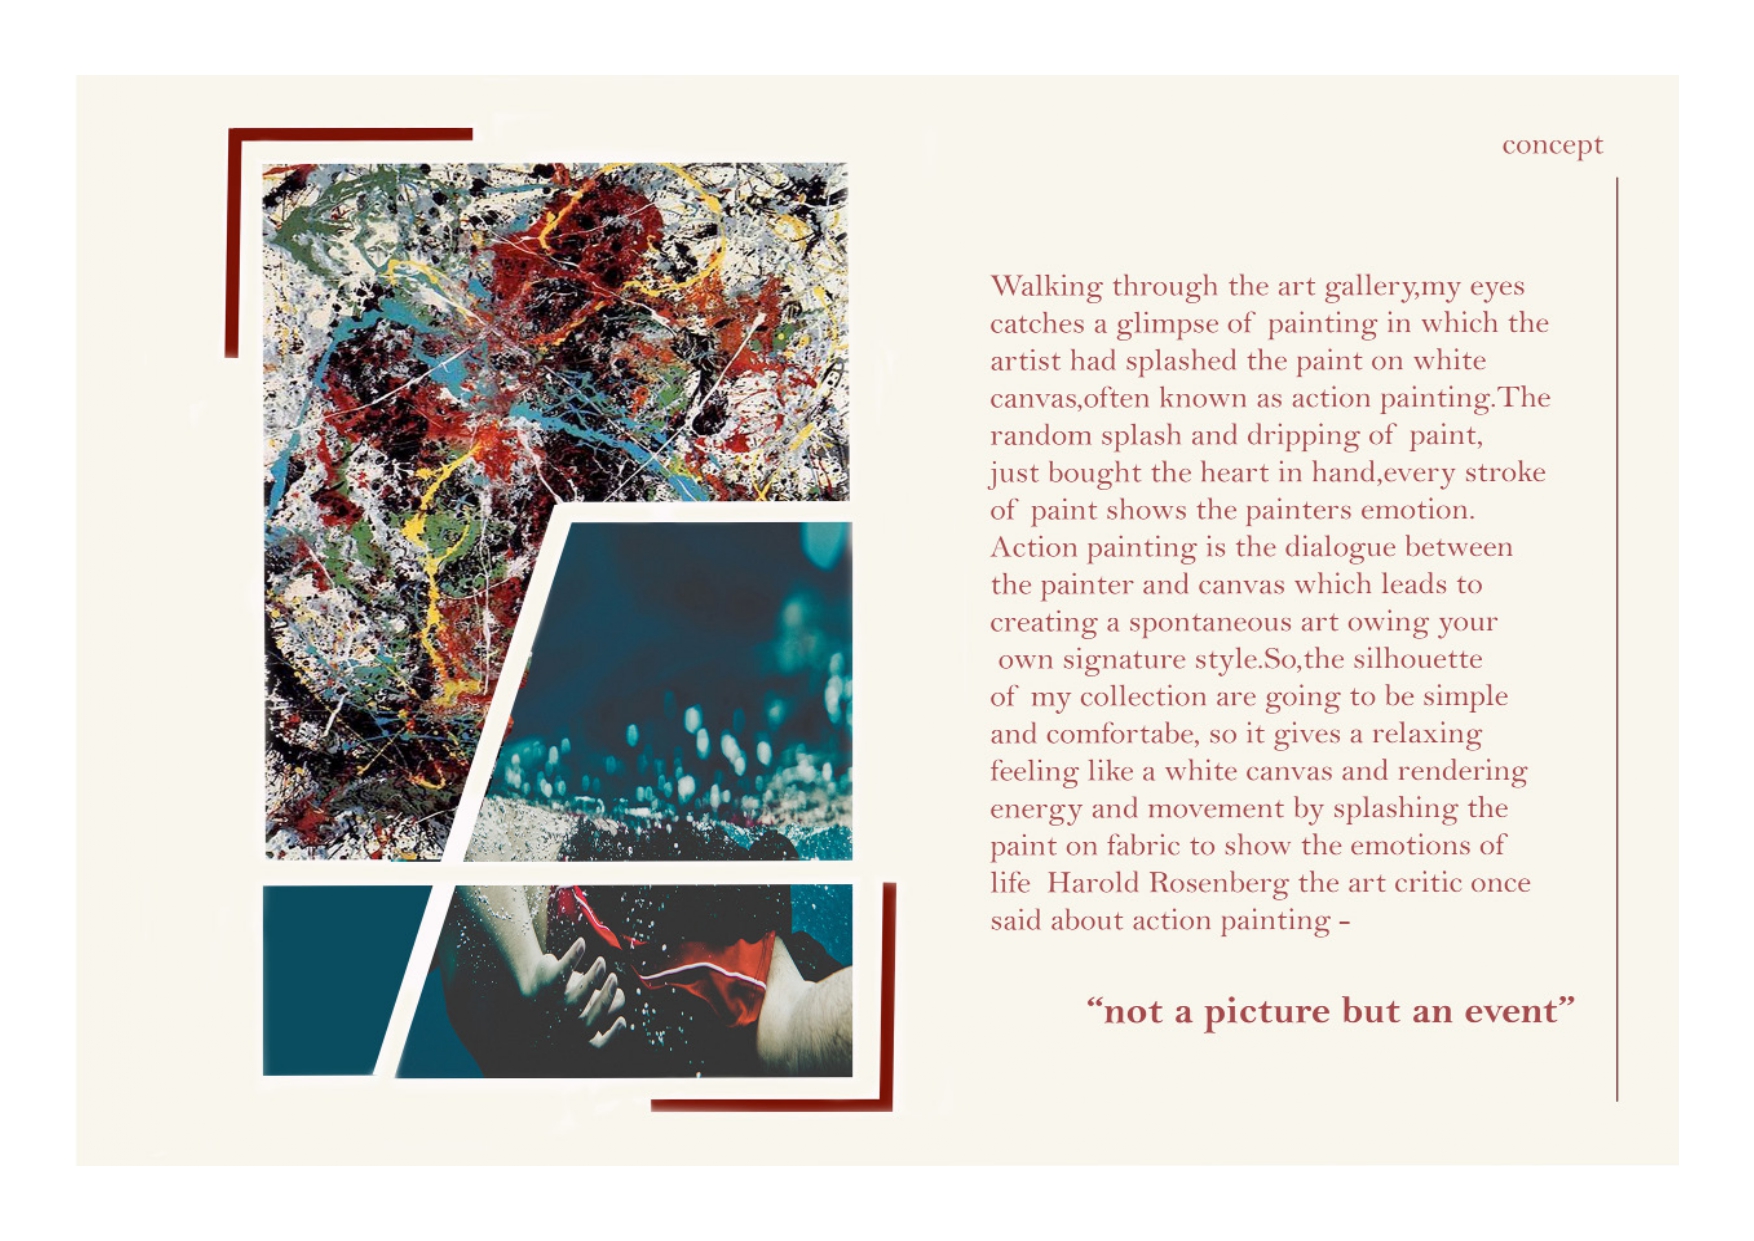 concept
Walking through the art gallery,my eyes
catches a glimpse of painting in which the
artist had splashed the paint on white
canvas,often known as action painting.The
random splash and dripping of paint,
just bought the heart in hand,every stroke
of paint shows the painters emotion.
Action painting is the dialogue between
the painter and canvas which leads to
creating a spontaneous art owing your
own signature style.So,the silhouette
of my collection are going to be simple
and comfortabe, so it gives a relaxing
feeling like a white canvas and rendering
energy and movement by splashing the
paint on fabric to show the emotions of
life Harold Rosenberg the art critic once
said about action painting -
“not a picture but an event”